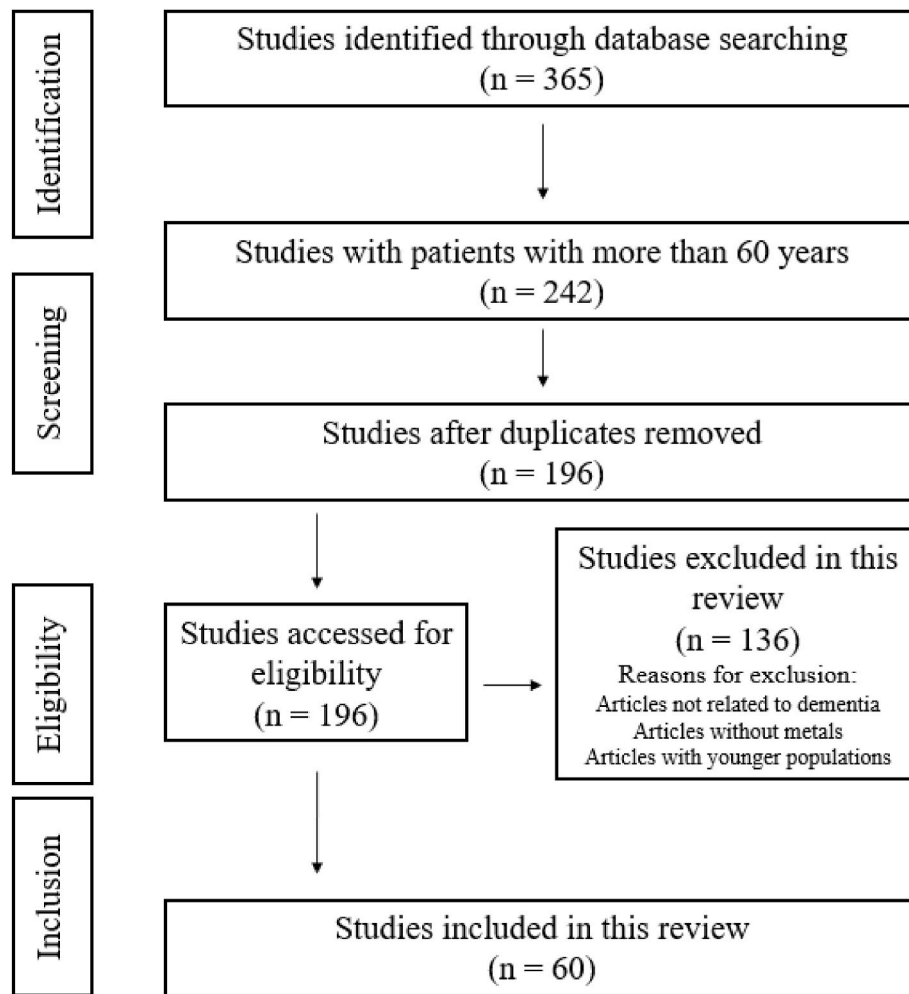 Identification
Studies identified through database searching
(n = 365)
Studies with patients with more than 60 years
(n = 242)
Screening
Studies after duplicates removed
(n = 196)
Eligibility
Studies accessed for
eligibility
(n = 196)
Studies excluded in this
review
(n = 136)
Reasons for exclusion:
Articles not related to dementia
Articles without metals
Articles with younger populations
Inclusion
Studies included in this review
(n = 60)